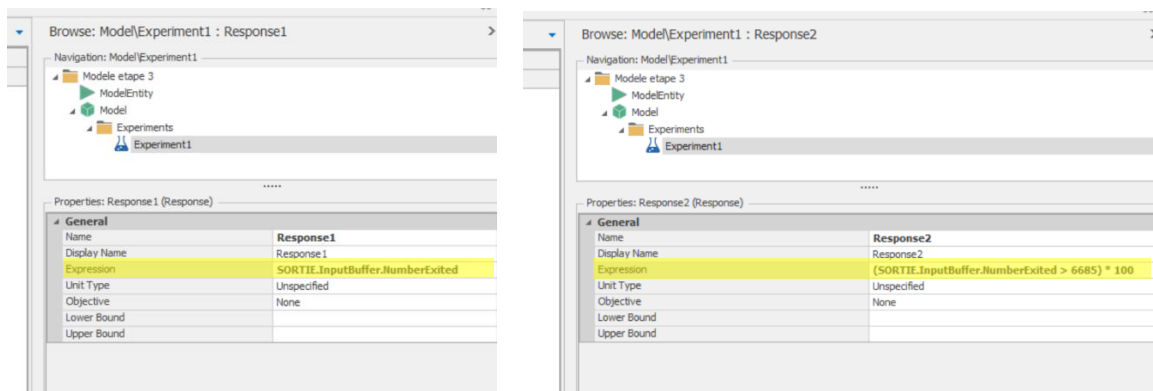 Browse: Model\Experiment1 : Response1
Navigation: Model\Experiment1
Modele etape 3
ModelEntity
Model
Experiments
Experiment1
Properties: Response1 (Response)
General
Name Response1
Display Name Response1
Expression SORTIE.InputBuffer.NumberExited
Unit Type Unspecified
Objective None
Lower Bound
Upper Bound
Browse: Model\Experiment1 : Response2
Navigation: Model\Experiment1
Modele etape 3
ModelEntity
Model
Experiments
Experiment1
Properties: Response2 (Response)
General
Name Response2
Display Name Response2
Expression (SORTIE.InputBuffer.NumberExited > 6685) * 100
Unit Type Unspecified
Objective None
Lower Bound
Upper Bound